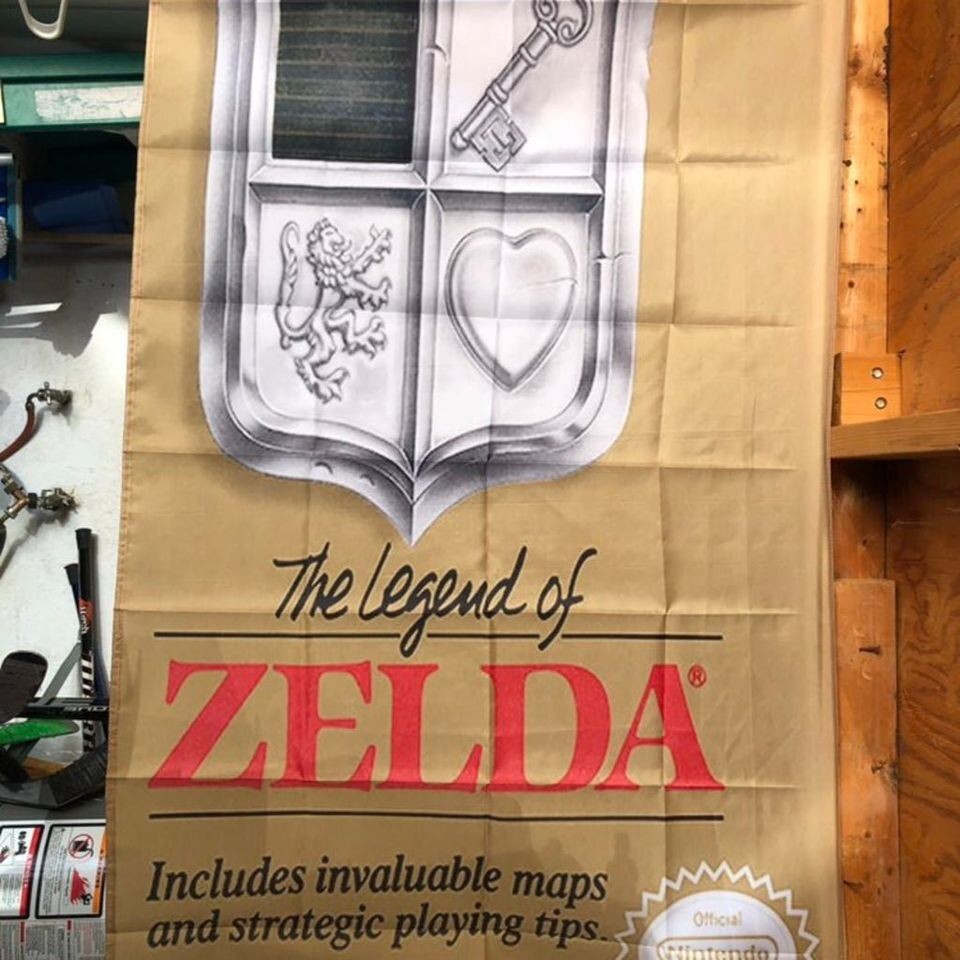 The Legend of
ZELDA®
Includes invaluable maps
and strategic playing tips.
Official
Nintendo